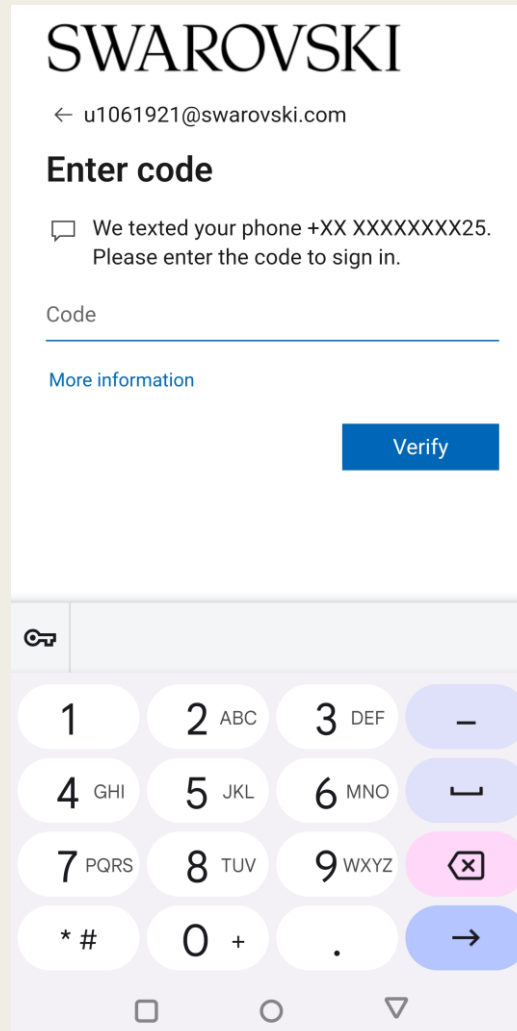 SWAROVSKI
← u1061921@swarovski.com
Enter code
We texted your phone +XX XXXXXXXX25.
Please enter the code to sign in.
Code
More information
Verify
1 2 ABC 3 DEF –
4 GHI 5 JKL 6 MNO
7 PQRS 8 TUV 9 WXYZ
* # 0 + . →